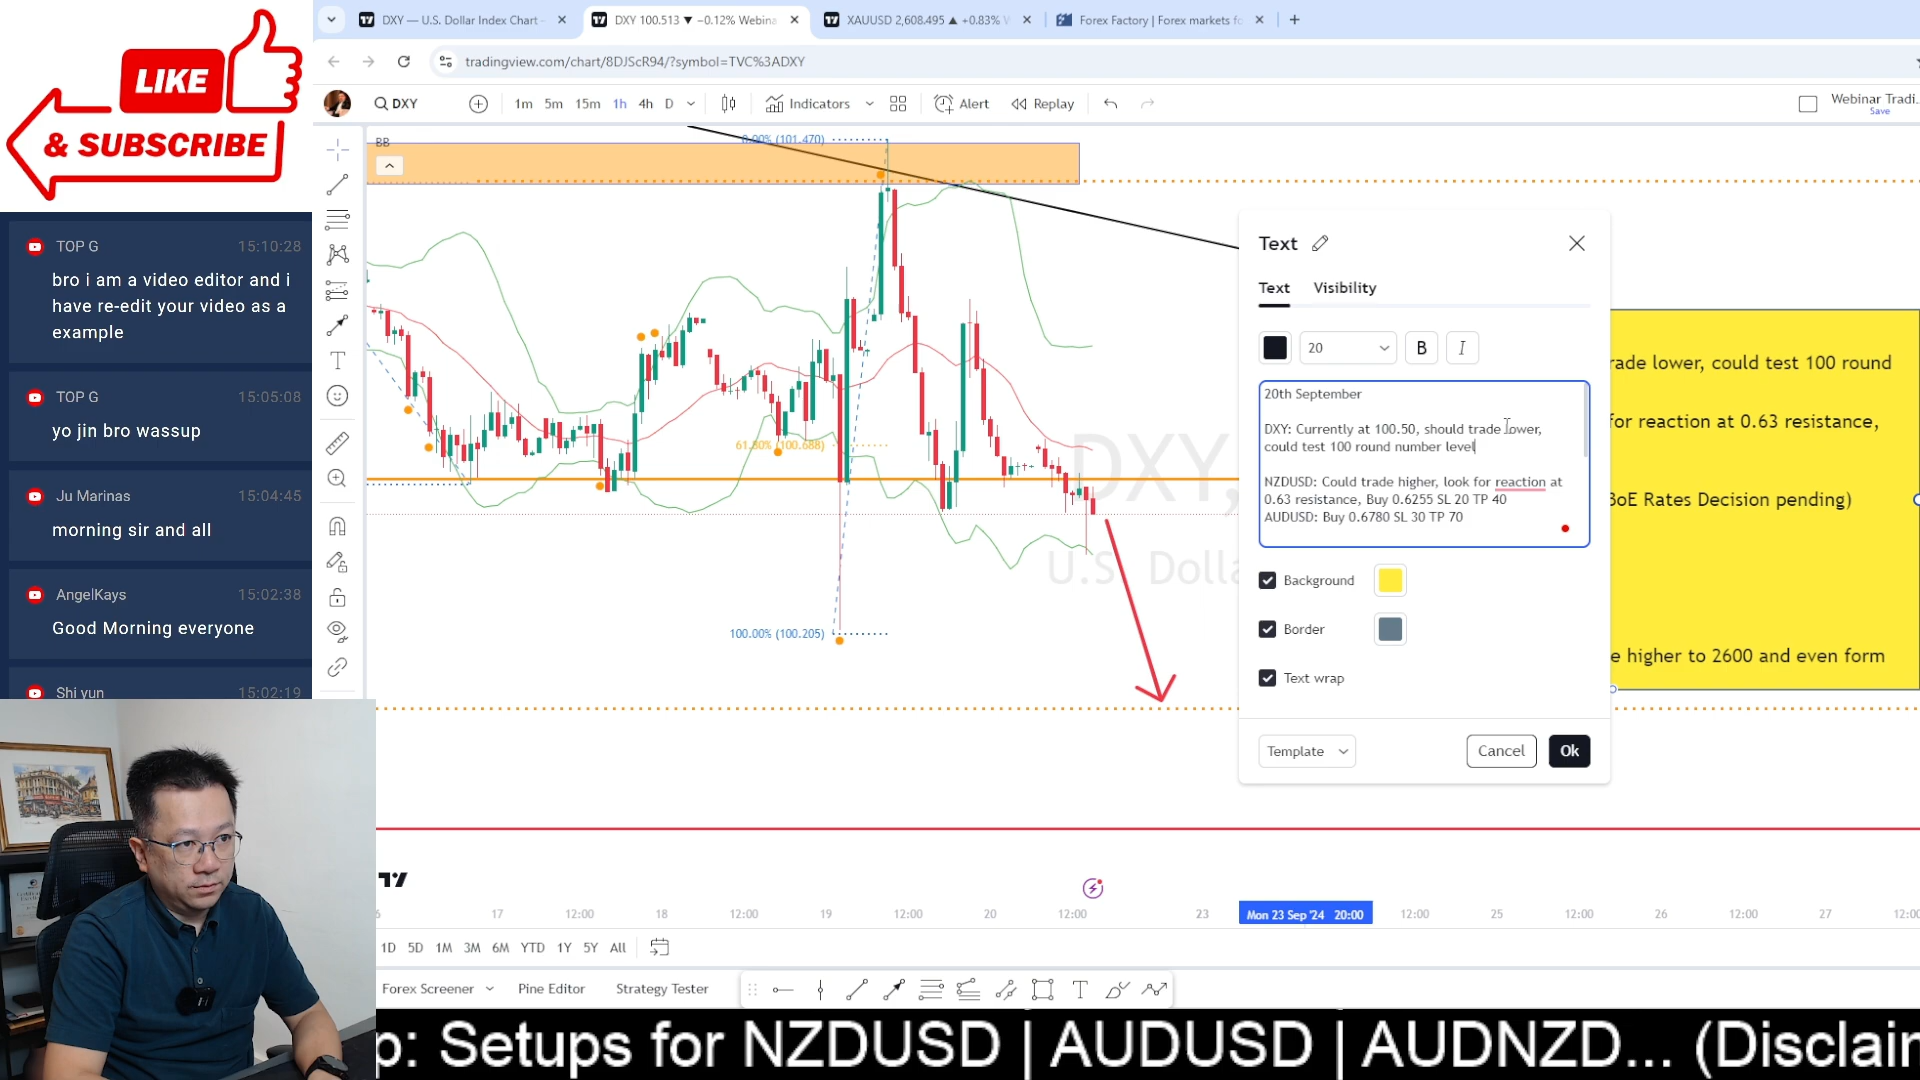 LIKE
& SUBSCRIBE
TOP G 15:10:28
bro i am a video editor and i
have re-edit your video as a
example
TOP G 15:05:08
yo jin bro wassup
Ju Marinas 15:04:45
morning sir and all
AngelKays 15:02:38
Good Morning everyone
Shi yun 15:02:19
DXY — U.S. Dollar Index Chart
DXY 100.513 ▼ −0.12% Webina
XAUUSD 2,608.495 ▲ +0.83% W
Forex Factory | Forex markets fo
tradingview.com/chart/8DJScR94/?symbol=TVC%3ADXY
DXY
1m 5m 15m 1h 4h D
Indicators
Alert
Replay
Webinar Tradi...
Save
BB
0.00% (101.470)
61.80% (100.688)
100.00% (100.205)
DXY,
U.S. Dolla
Text
Text Visibility
20 B I
20th September
DXY: Currently at 100.50, should trade lower,
could test 100 round number level
NZDUSD: Could trade higher, look for reaction at
0.63 resistance, Buy 0.6255 SL 20 TP 40
AUDUSD: Buy 0.6780 SL 30 TP 70
Background
Border
Text wrap
Template
Cancel
Ok
rade lower, could test 100 round
for reaction at 0.63 resistance,
BoE Rates Decision pending)
e higher to 2600 and even form
6 17 12:00 18 12:00 19 12:00 20 12:00 23 Mon 23 Sep '24 20:00 12:00 25 12:00 26 12:00 27 12:00
1D 5D 1M 3M 6M YTD 1Y 5Y All
Forex Screener Pine Editor Strategy Tester
p: Setups for NZDUSD | AUDUSD | AUDNZD... (Disclain